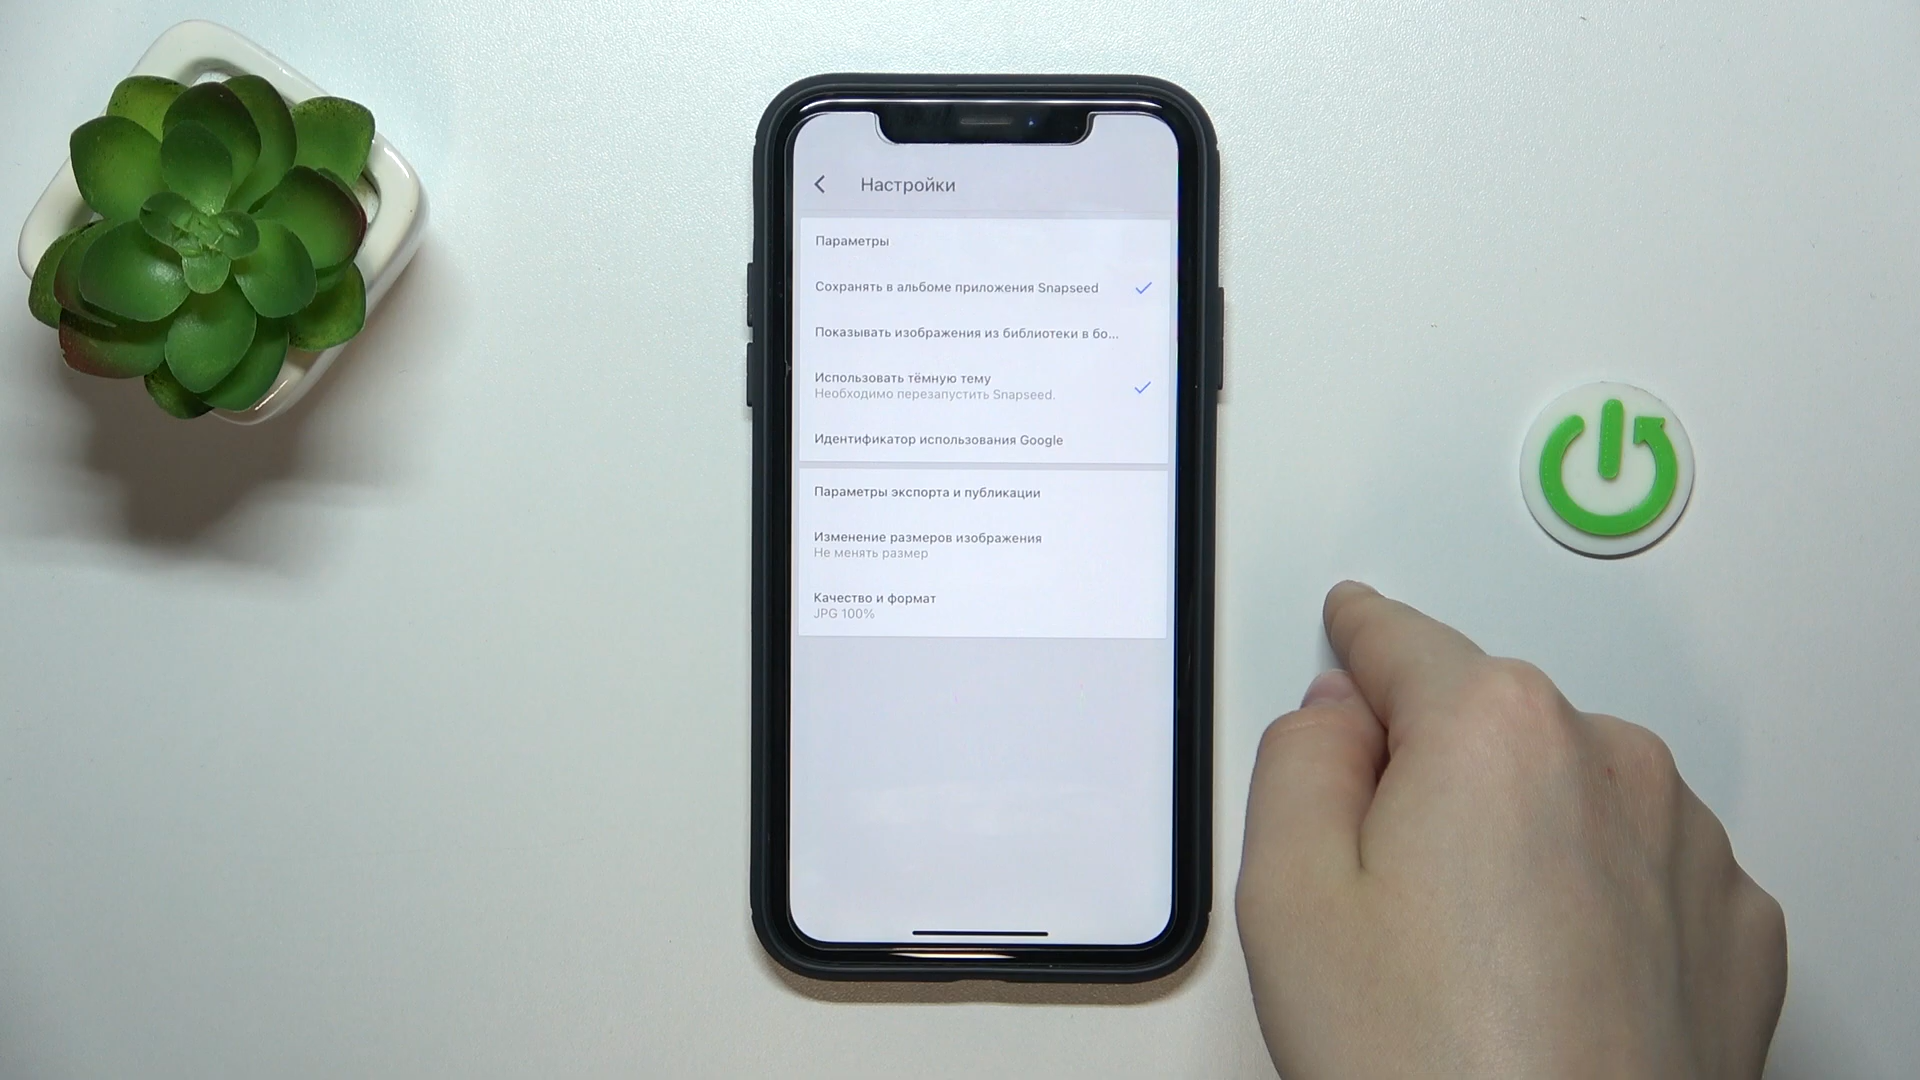 Настройки
Параметры
Сохранять в альбоме приложения Snapseed
Показывать изображения из библиотеки в бо...
Использовать тёмную тему
Необходимо перезапустить Snapseed.
Идентификатор использования Google
Параметры экспорта и публикации
Изменение размеров изображения
Не менять размер
Качество и формат
JPG 100%